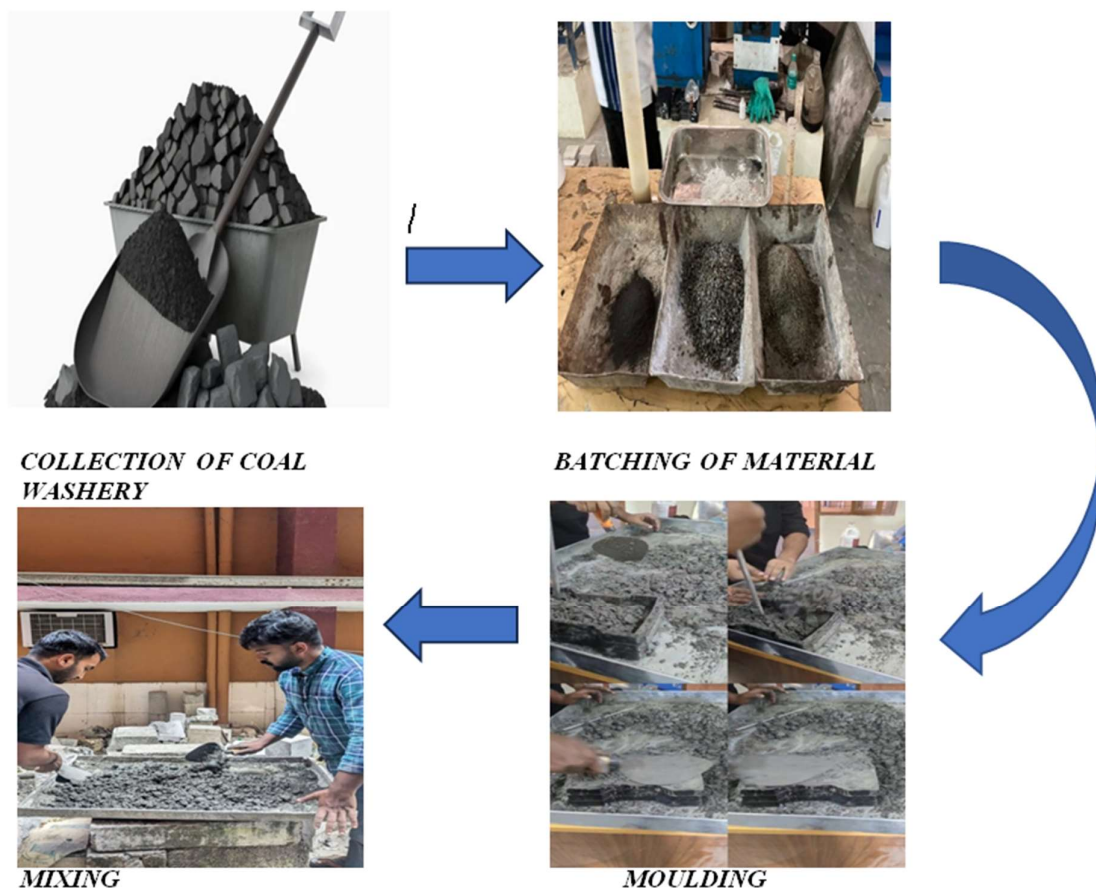 COLLECTION OF COAL
WASHERY
BATCHING OF MATERIAL
MIXING
MOULDING